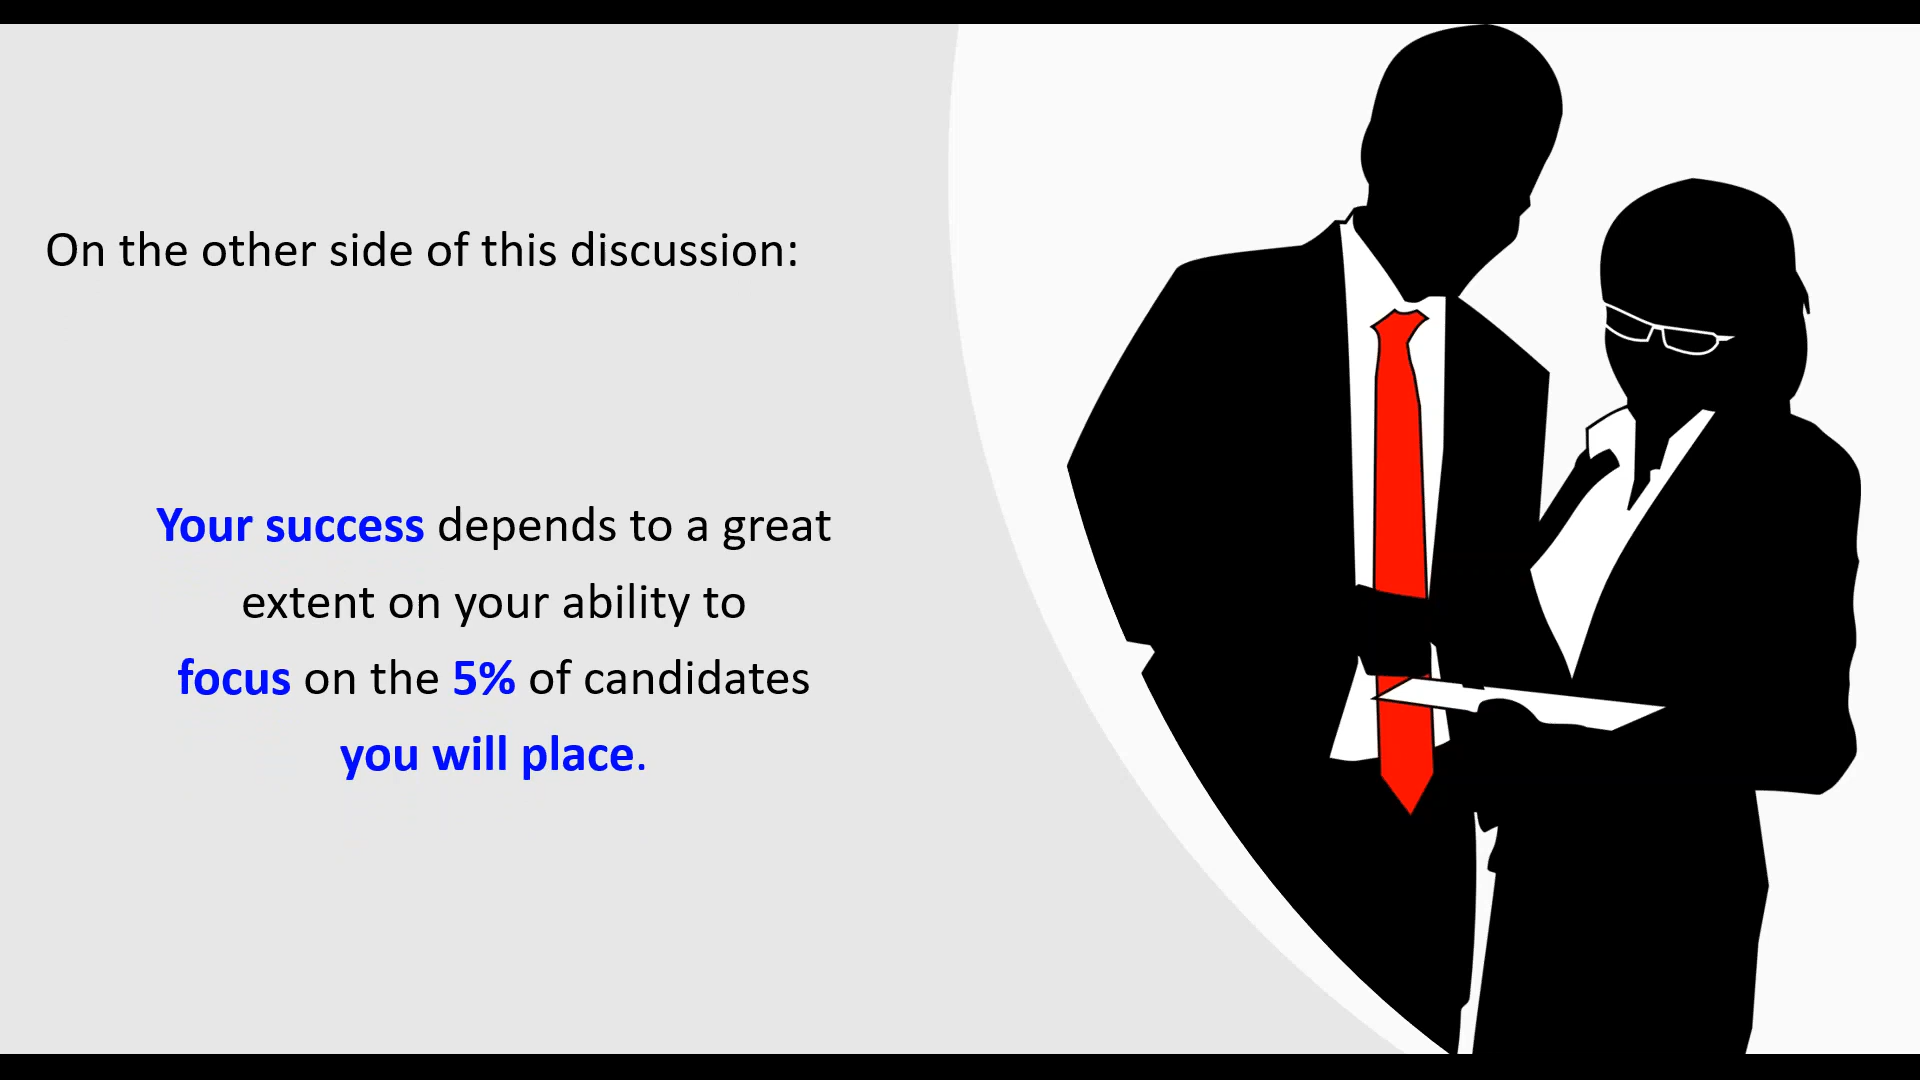 On the other side of this discussion:
Your success depends to a great
extent on your ability to
focus on the 5% of candidates
you will place.